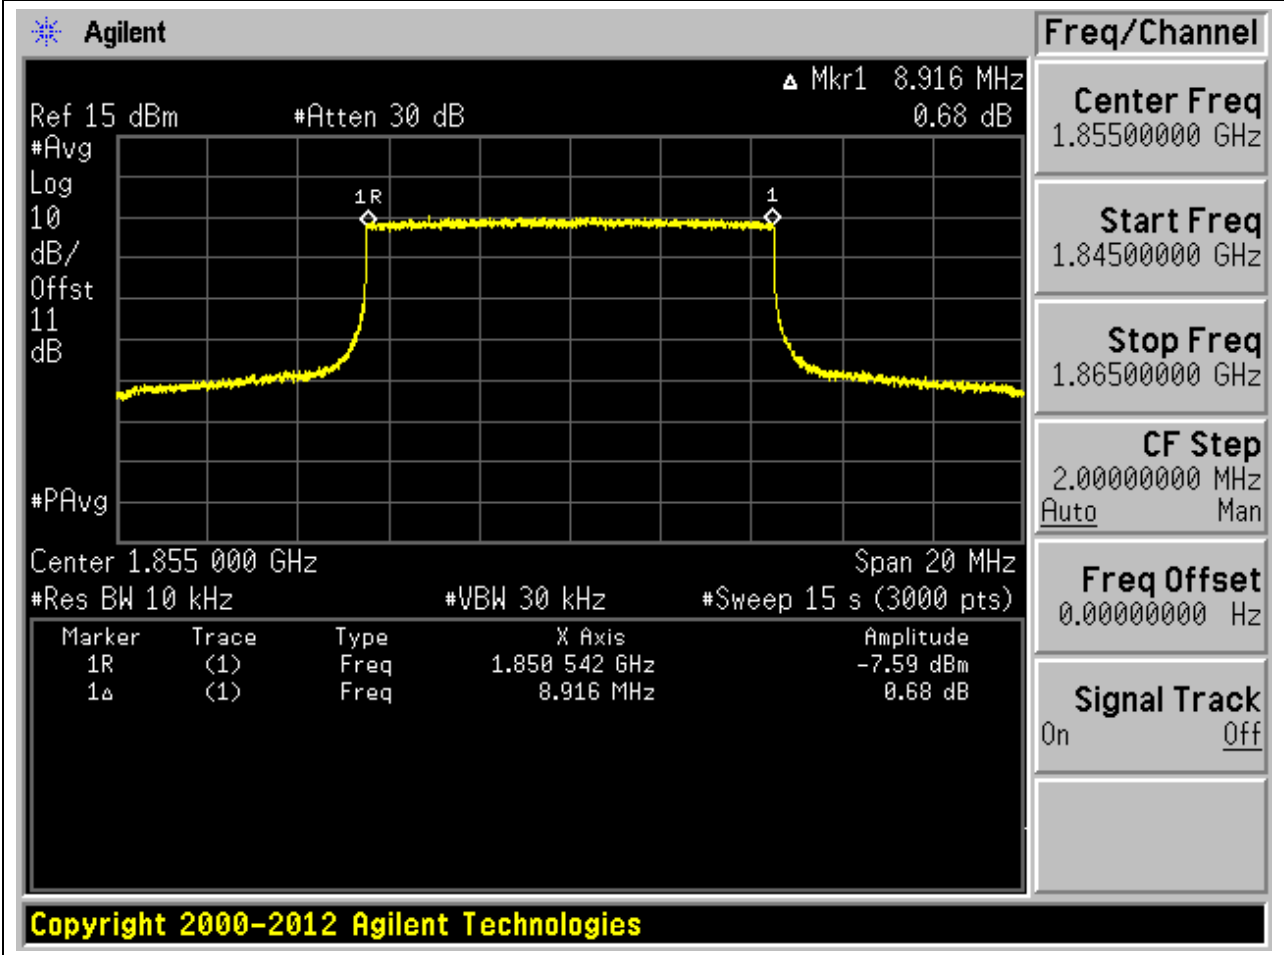 Agilent
Freq/Channel
Δ Mkr1 8.916 MHz
Ref 15 dBm #Atten 30 dB 0.68 dB
#Avg
Log
10
dB/
Offst
11
dB
1R
1
#PAvg
Center 1.855 000 GHz Span 20 MHz
#Res BW 10 kHz #VBW 30 kHz #Sweep 15 s (3000 pts)
Marker Trace Type X Axis Amplitude
1R (1) Freq 1.850 542 GHz -7.59 dBm
1Δ (1) Freq 8.916 MHz 0.68 dB
Center Freq
1.85500000 GHz
Start Freq
1.84500000 GHz
Stop Freq
1.86500000 GHz
CF Step
2.00000000 MHz
Auto Man
Freq Offset
0.00000000 Hz
Signal Track
On Off
Copyright 2000-2012 Agilent Technologies